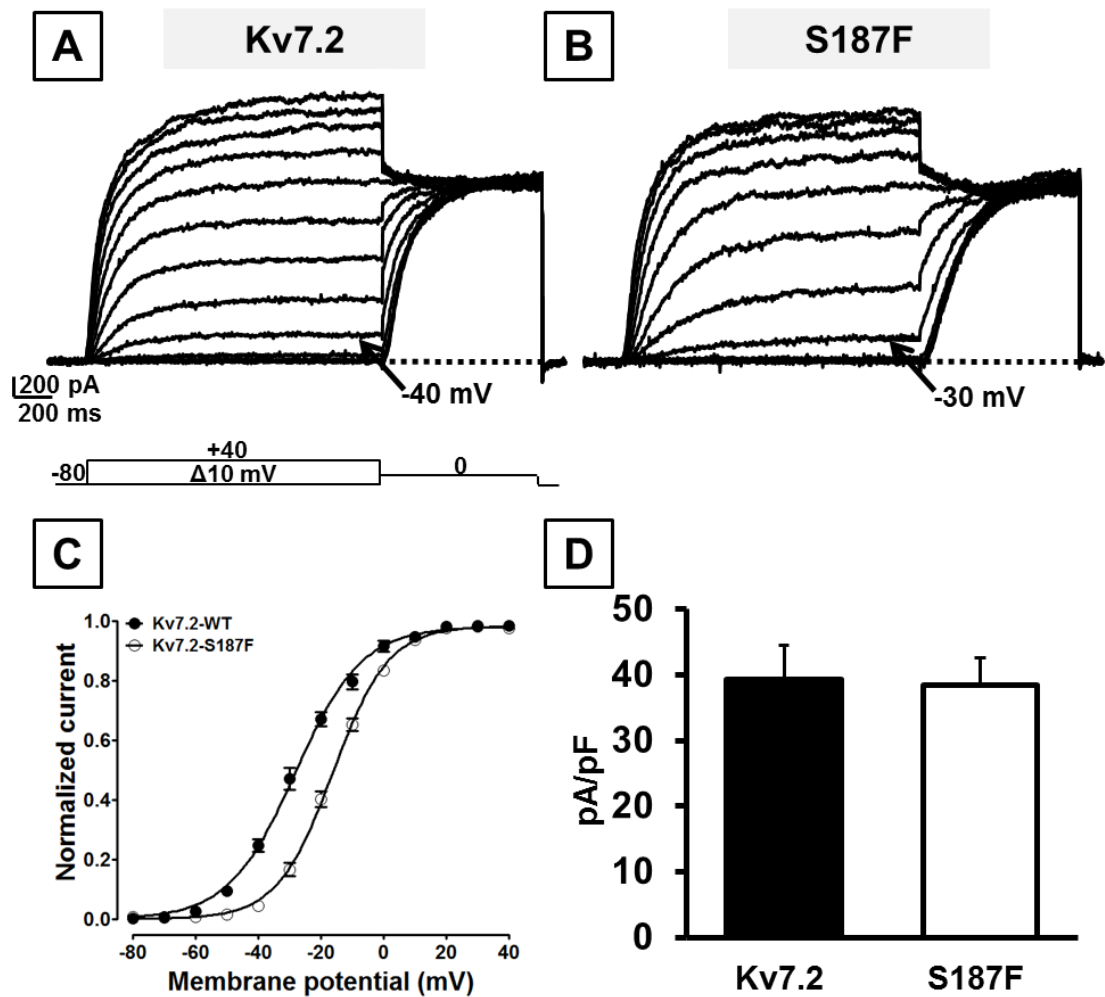 A
Kv7.2
B
S187F
-40 mV
-30 mV
200 pA
200 ms
+40
-80
Δ10 mV
0
C
Kv7.2-WT
Kv7.2-S187F
Normalized current
1.0
0.8
0.6
0.4
0.2
0.0
-80 -60 -40 -20 0 20 40
Membrane potential (mV)
D
pA/pF
50
40
30
20
10
0
Kv7.2 S187F